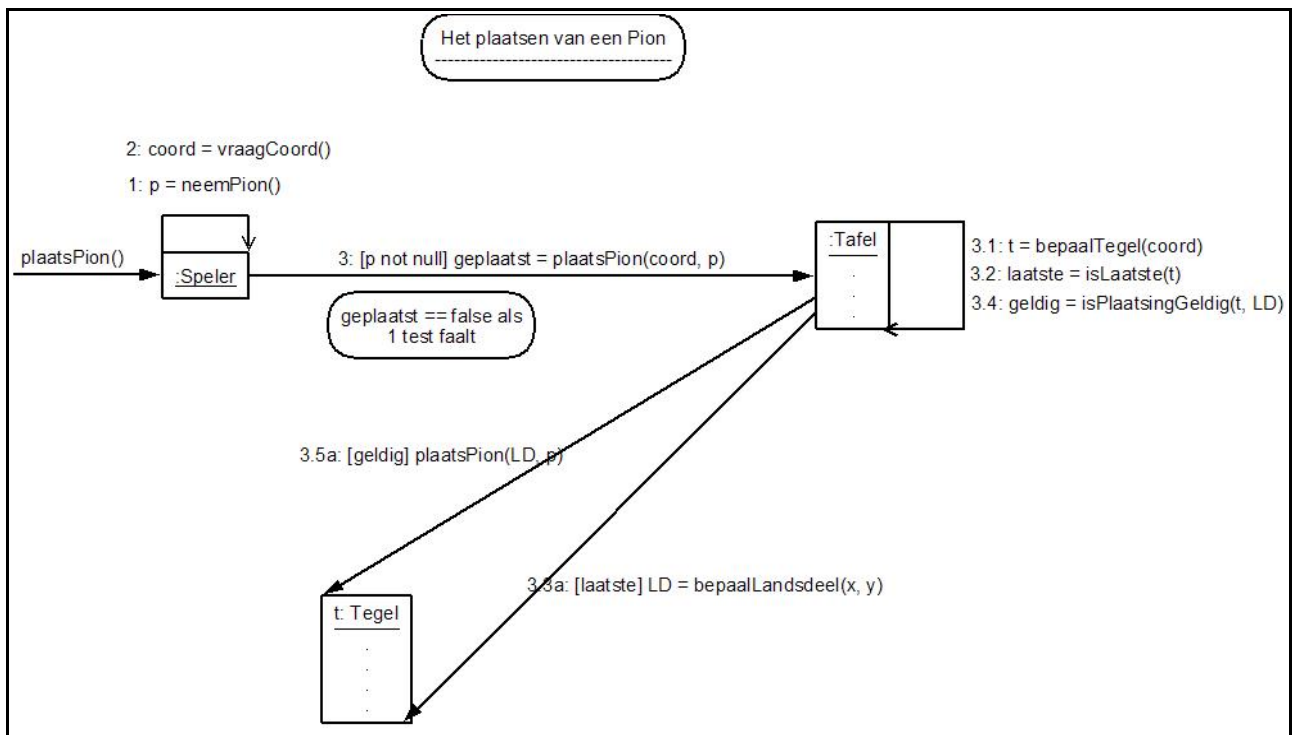 Het plaatsen van een Pion
2: coord = vraagCoord()
1: p = neemPion()
plaatsPion()
:Speler
3: [p not null] geplaatst = plaatsPion(coord, p)
geplaatst == false als
1 test faalt
:Tafel
3.1: t = bepaalTegel(coord)
3.2: laatste = isLaatste(t)
3.4: geldig = isPlaatsingGeldig(t, LD)
3.5a: [geldig] plaatsPion(LD, p)
3.3a: [laatste] LD = bepaalLandsdeel(x, y)
t: Tegel